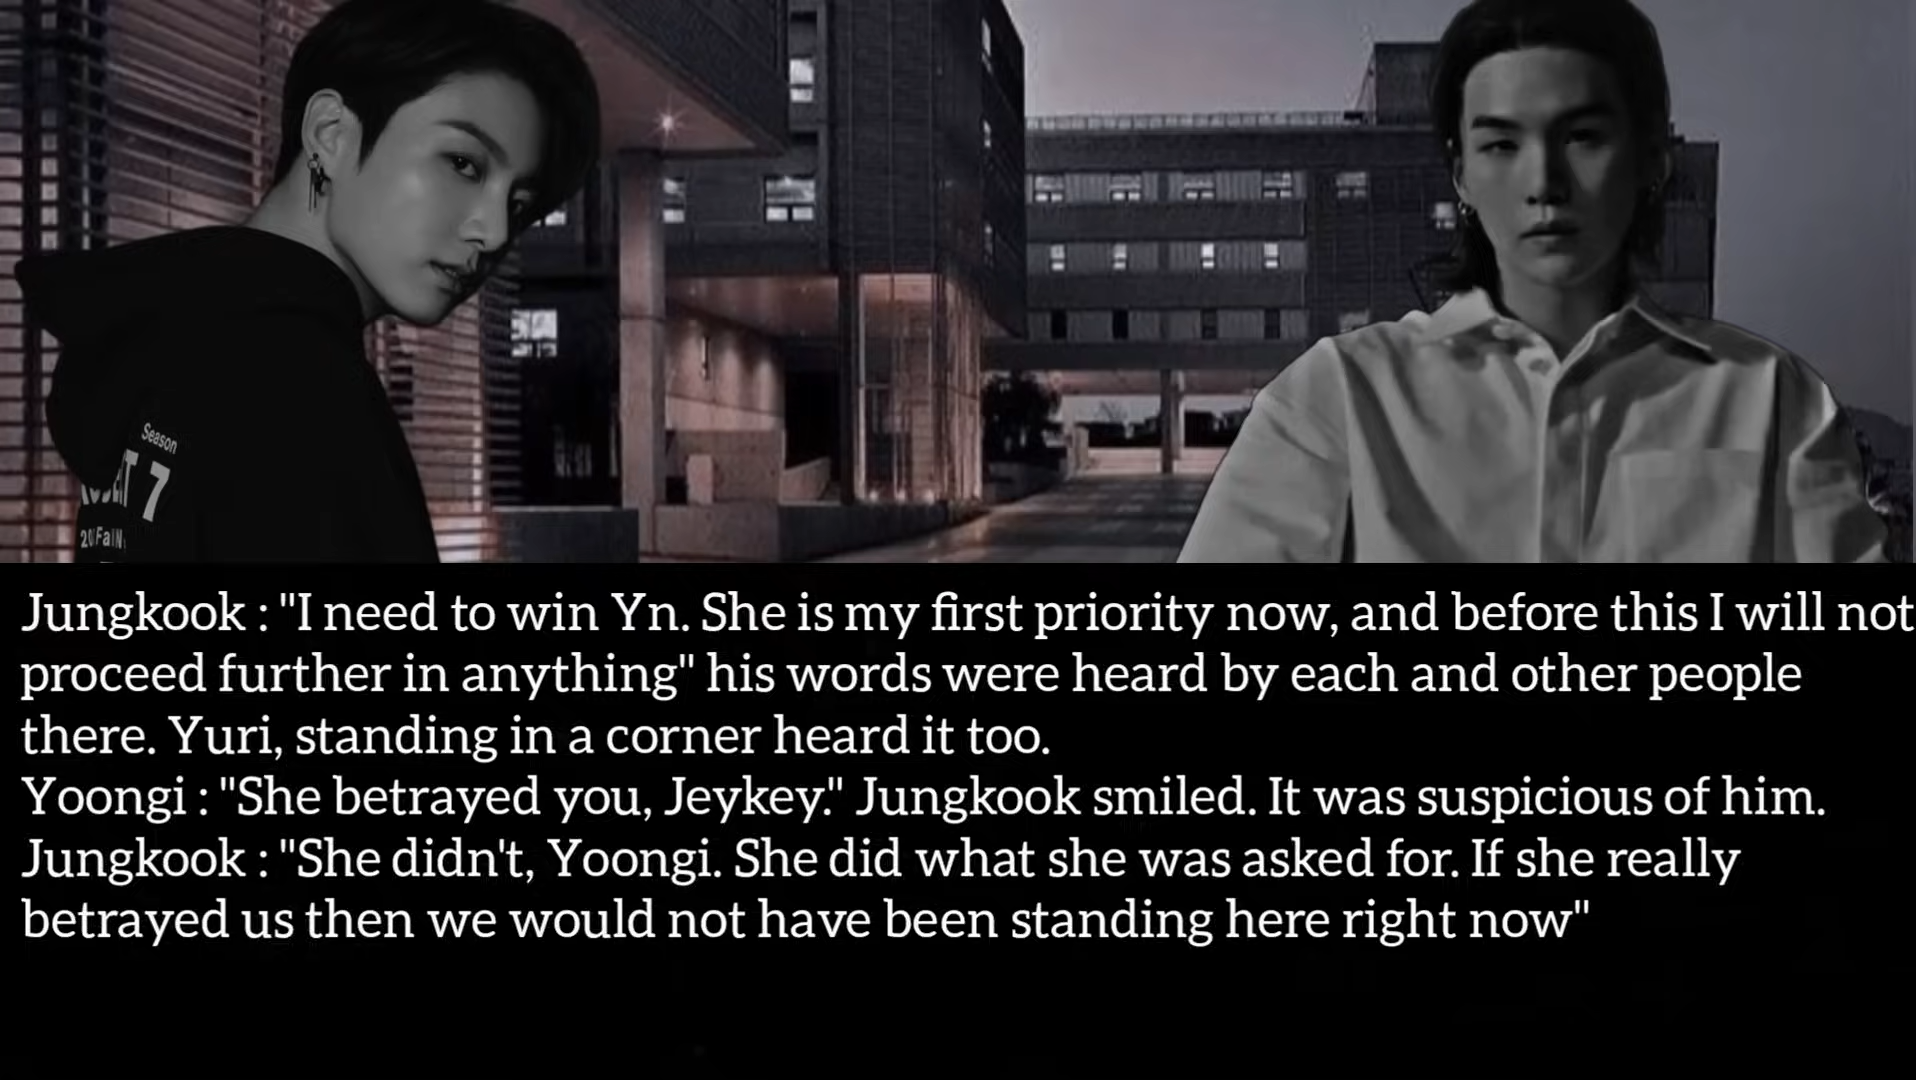 Season
7
Jungkook : "I need to win Yn. She is my first priority now, and before this I will not
proceed further in anything" his words were heard by each and other people
there. Yuri, standing in a corner heard it too.
Yoongi : "She betrayed you, Jeykey." Jungkook smiled. It was suspicious of him.
Jungkook : "She didn't, Yoongi. She did what she was asked for. If she really
betrayed us then we would not have been standing here right now"